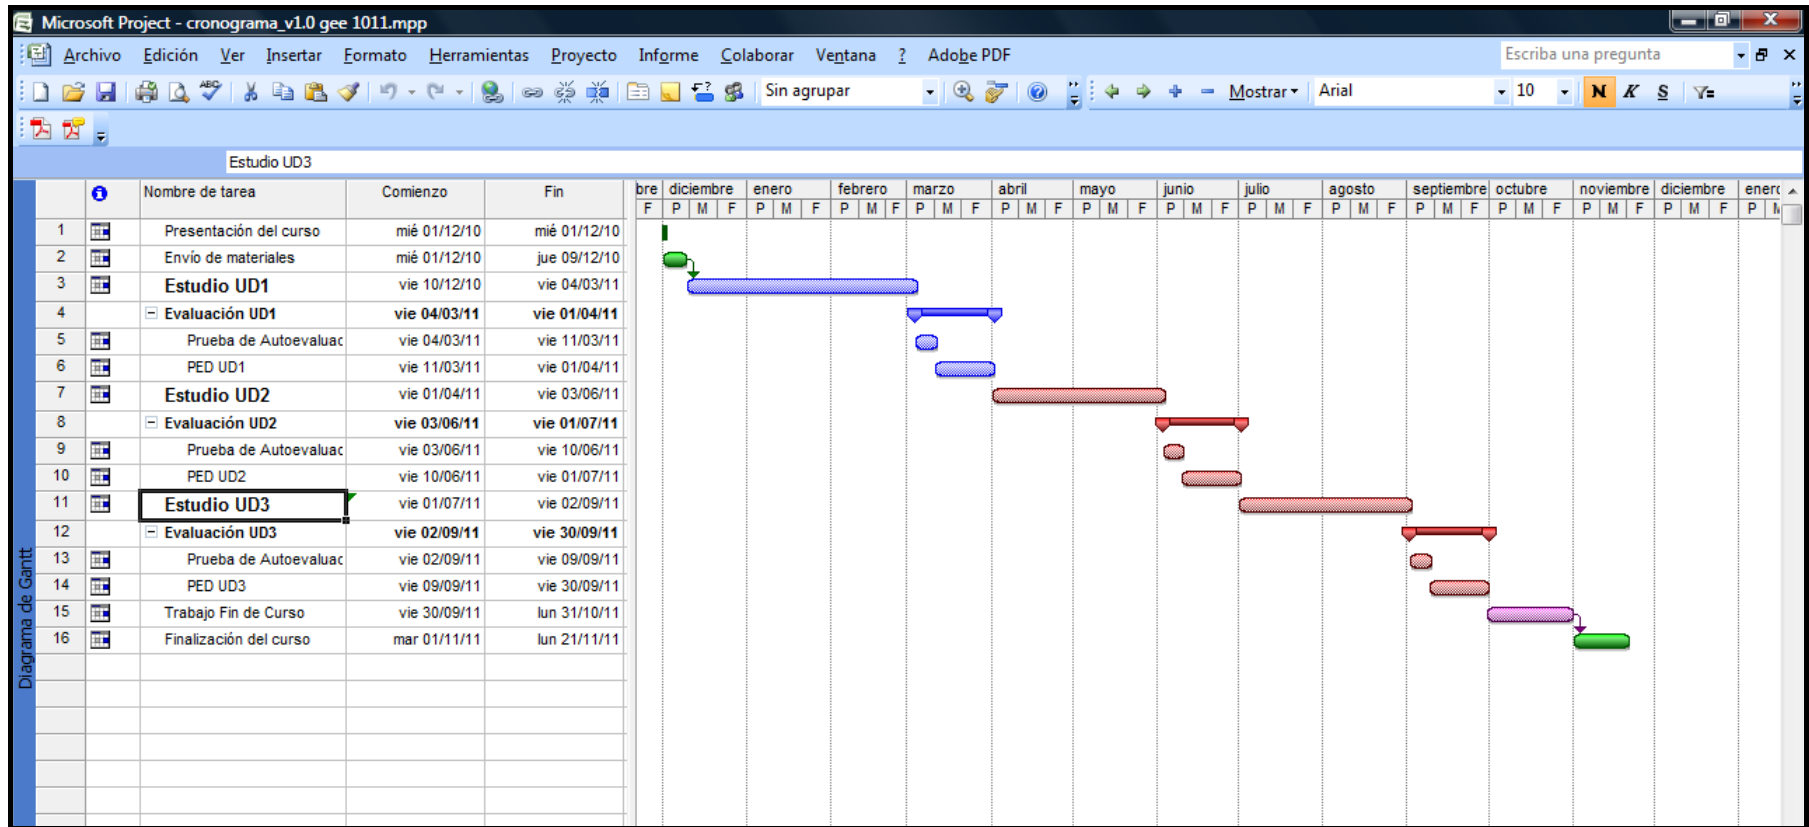 Microsoft Project - cronograma_v1.0 gee 1011.mpp
Archivo Edición Ver Insertar Formato Herramientas Proyecto Informe Colaborar Ventana ? Adobe PDF Escriba una pregunta
Sin agrupar Mostrar Arial 10 N K S
Estudio UD3
Nombre de tarea Comienzo Fin bre diciembre enero febrero marzo abril mayo junio julio agosto septiembre octubre noviembre diciembre enerc
F P M F P M F P M F P M F P M F P M F P M F P M F P M F P M F P M F P M F P M F P
1 Presentación del curso mié 01/12/10 mié 01/12/10
2 Envío de materiales mié 01/12/10 jue 09/12/10
3 Estudio UD1 vie 10/12/10 vie 04/03/11
4 Evaluación UD1 vie 04/03/11 vie 01/04/11
5 Prueba de Autoevaluac vie 04/03/11 vie 11/03/11
6 PED UD1 vie 11/03/11 vie 01/04/11
7 Estudio UD2 vie 01/04/11 vie 03/06/11
8 Evaluación UD2 vie 03/06/11 vie 01/07/11
9 Prueba de Autoevaluac vie 03/06/11 vie 10/06/11
10 PED UD2 vie 10/06/11 vie 01/07/11
11 Estudio UD3 vie 01/07/11 vie 02/09/11
12 Evaluación UD3 vie 02/09/11 vie 30/09/11
13 Prueba de Autoevaluac vie 02/09/11 vie 09/09/11
14 PED UD3 vie 09/09/11 vie 30/09/11
15 Trabajo Fin de Curso vie 30/09/11 lun 31/10/11
16 Finalización del curso mar 01/11/11 lun 21/11/11
Diagrama de Gantt